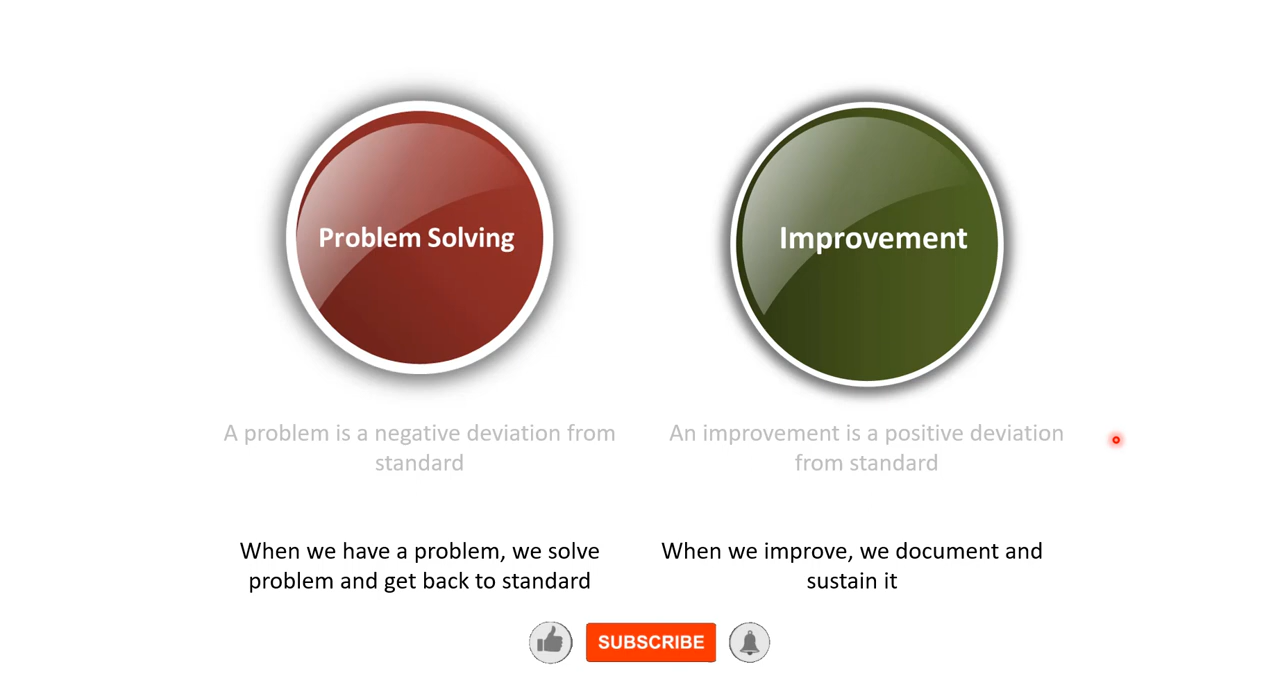 Problem Solving
Improvement
A problem is a negative deviation from
standard
An improvement is a positive deviation
from standard
When we have a problem, we solve
problem and get back to standard
When we improve, we document and
sustain it
SUBSCRIBE